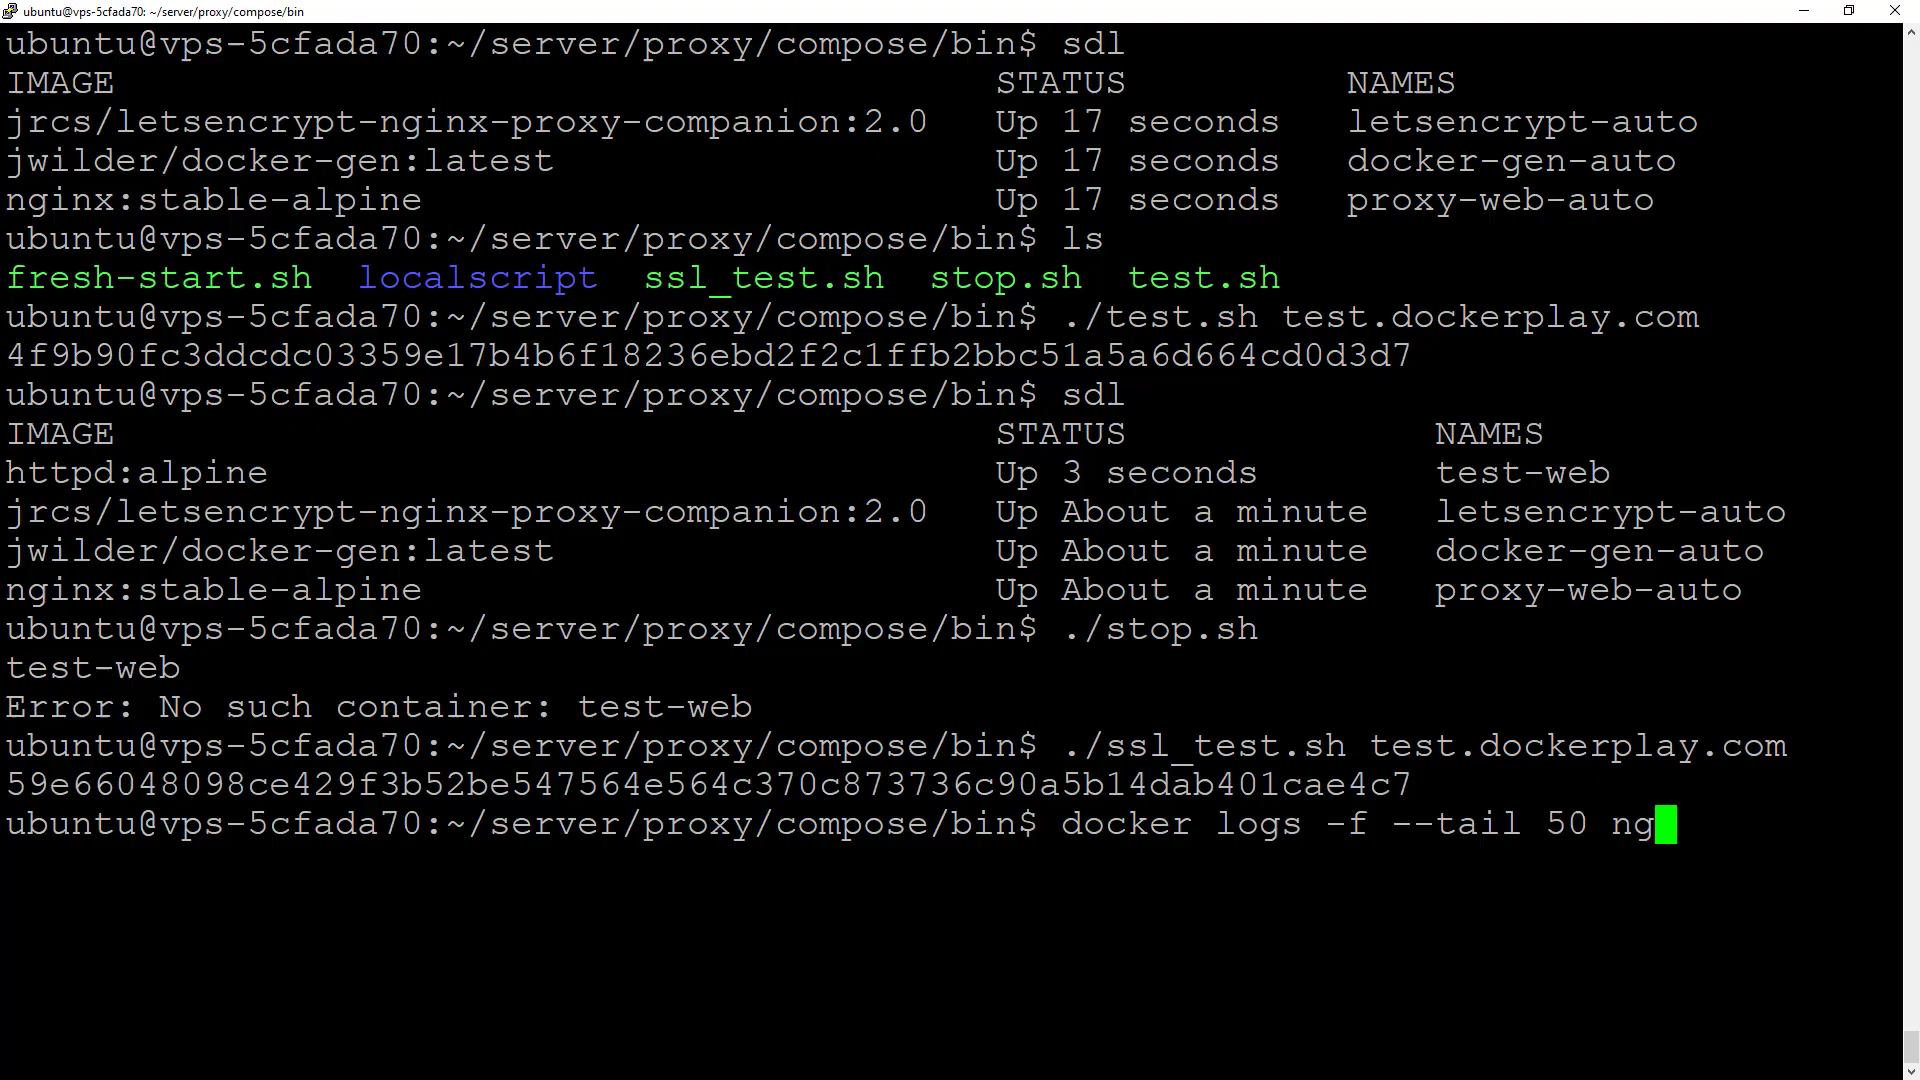 ubuntu@vps-5cfada70: ~/server/proxy/compose/bin
ubuntu@vps-5cfada70:~/server/proxy/compose/bin$ sdl
IMAGE STATUS NAMES
jrcs/letsencrypt-nginx-proxy-companion:2.0 Up 17 seconds letsencrypt-auto
jwilder/docker-gen:latest Up 17 seconds docker-gen-auto
nginx:stable-alpine Up 17 seconds proxy-web-auto
ubuntu@vps-5cfada70:~/server/proxy/compose/bin$ ls
fresh-start.sh localscript ssl_test.sh stop.sh test.sh
ubuntu@vps-5cfada70:~/server/proxy/compose/bin$ ./test.sh test.dockerplay.com
4f9b90fc3ddcdc03359e17b4b6f18236ebd2f2c1ffb2bbc51a5a6d664cd0d3d7
ubuntu@vps-5cfada70:~/server/proxy/compose/bin$ sdl
IMAGE STATUS NAMES
httpd:alpine Up 3 seconds test-web
jrcs/letsencrypt-nginx-proxy-companion:2.0 Up About a minute letsencrypt-auto
jwilder/docker-gen:latest Up About a minute docker-gen-auto
nginx:stable-alpine Up About a minute proxy-web-auto
ubuntu@vps-5cfada70:~/server/proxy/compose/bin$ ./stop.sh
test-web
Error: No such container: test-web
ubuntu@vps-5cfada70:~/server/proxy/compose/bin$ ./ssl_test.sh test.dockerplay.com
59e66048098ce429f3b52be547564e564c370c873736c90a5b14dab401cae4c7
ubuntu@vps-5cfada70:~/server/proxy/compose/bin$ docker logs -f --tail 50 ng